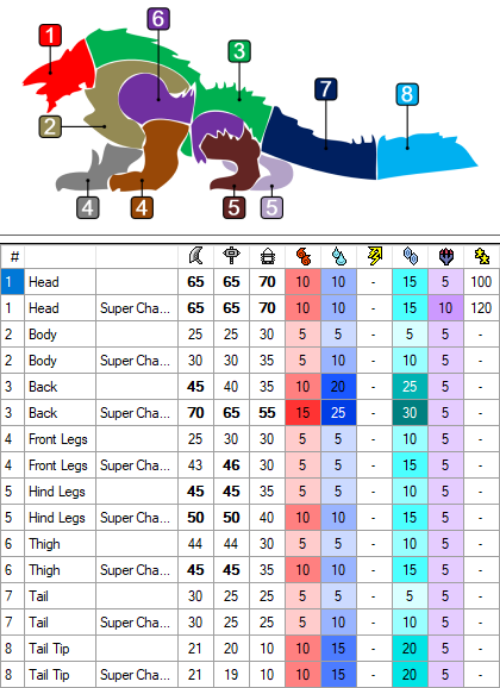 1
6
3
2
7
8
4
4
5
5
#
1 Head 65 65 70 10 10 - 15 5 100
1 Head Super Cha... 65 65 70 10 10 - 15 10 120
2 Body 25 25 30 5 5 - 5 5 -
2 Body Super Cha... 30 30 35 5 10 - 10 5 -
3 Back 45 40 35 10 20 - 25 5 -
3 Back Super Cha... 70 65 55 15 25 - 30 5 -
4 Front Legs 25 30 30 5 5 - 10 5 -
4 Front Legs Super Cha... 43 46 30 5 5 - 15 5 -
5 Hind Legs 45 45 35 5 5 - 10 5 -
5 Hind Legs Super Cha... 50 50 40 10 10 - 15 5 -
6 Thigh 44 44 30 5 5 - 10 5 -
6 Thigh Super Cha... 45 45 35 10 10 - 15 5 -
7 Tail 30 25 25 5 5 - 5 5 -
7 Tail Super Cha... 30 25 25 5 10 - 10 5 -
8 Tail Tip 21 20 10 10 15 - 20 5 -
8 Tail Tip Super Cha... 21 19 10 10 15 - 20 5 -